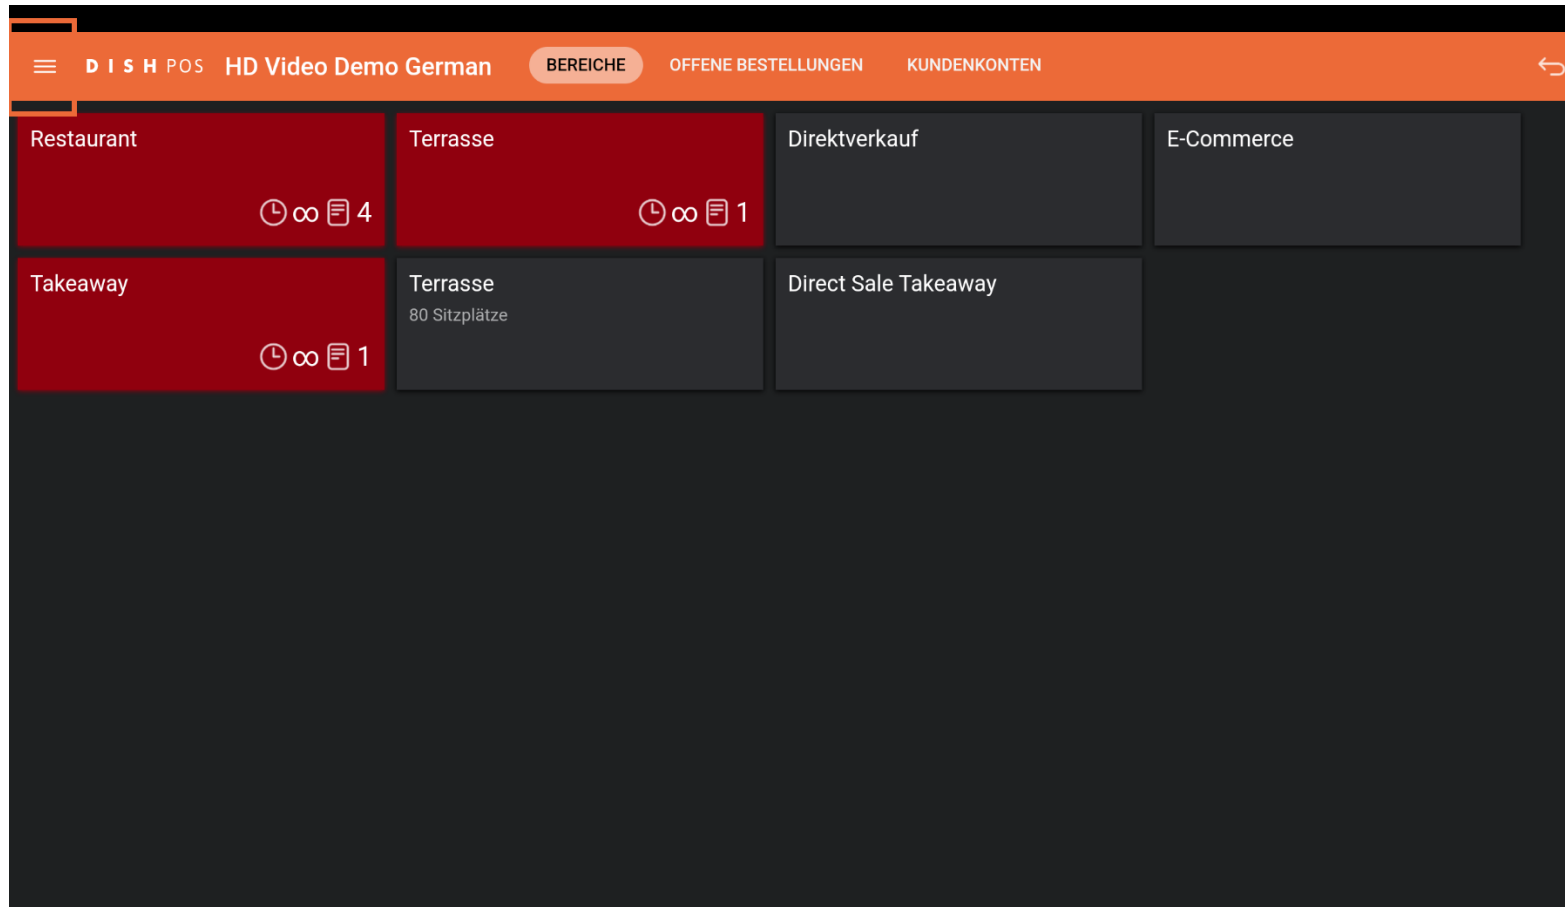 DISH POS HD Video Demo German BEREICHE OFFENE BESTELLUNGEN KUNDENKONTEN
Restaurant
∞ 4
Terrasse
∞ 1
Direktverkauf
E-Commerce
Takeaway
∞ 1
Terrasse
80 Sitzplätze
Direct Sale Takeaway